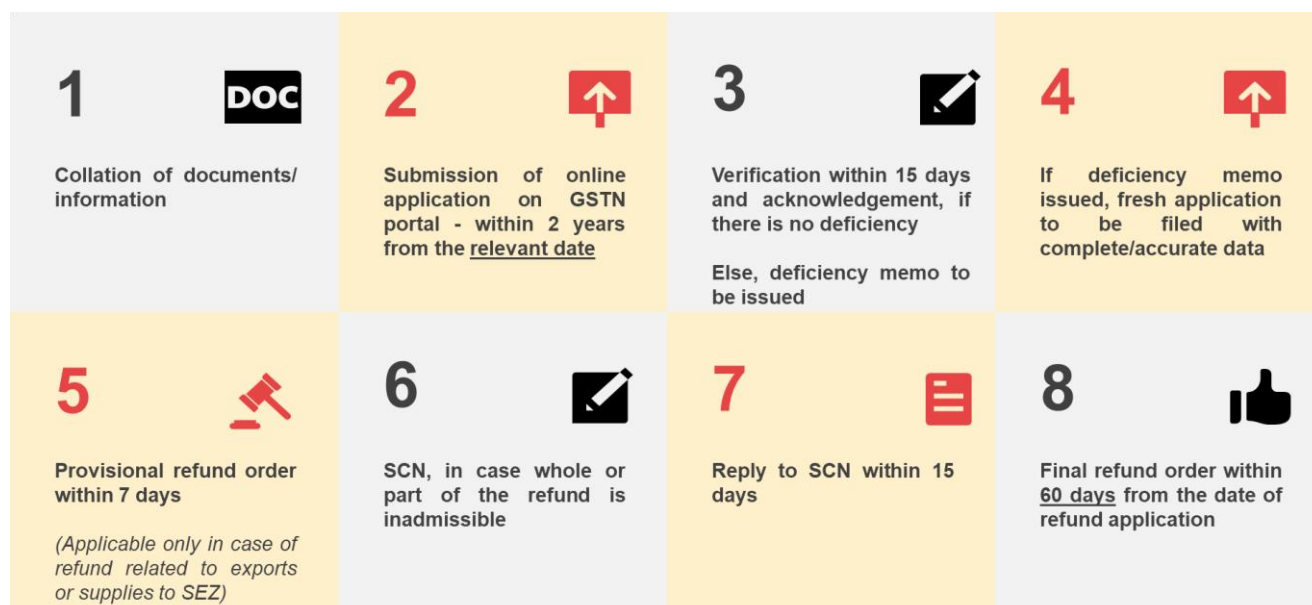 1
DOC
Collation of documents/
information
2
Submission of online
application on GSTN
portal - within 2 years
from the relevant date
3
Verification within 15 days
and acknowledgement, if
there is no deficiency
Else, deficiency memo to
be issued
4
If deficiency memo
issued, fresh application
to be filed with
complete/accurate data
5
Provisional refund order
within 7 days
(Applicable only in case of
refund related to exports
or supplies to SEZ)
6
SCN, in case whole or
part of the refund is
inadmissible
7
Reply to SCN within 15
days
8
Final refund order within
60 days from the date of
refund application